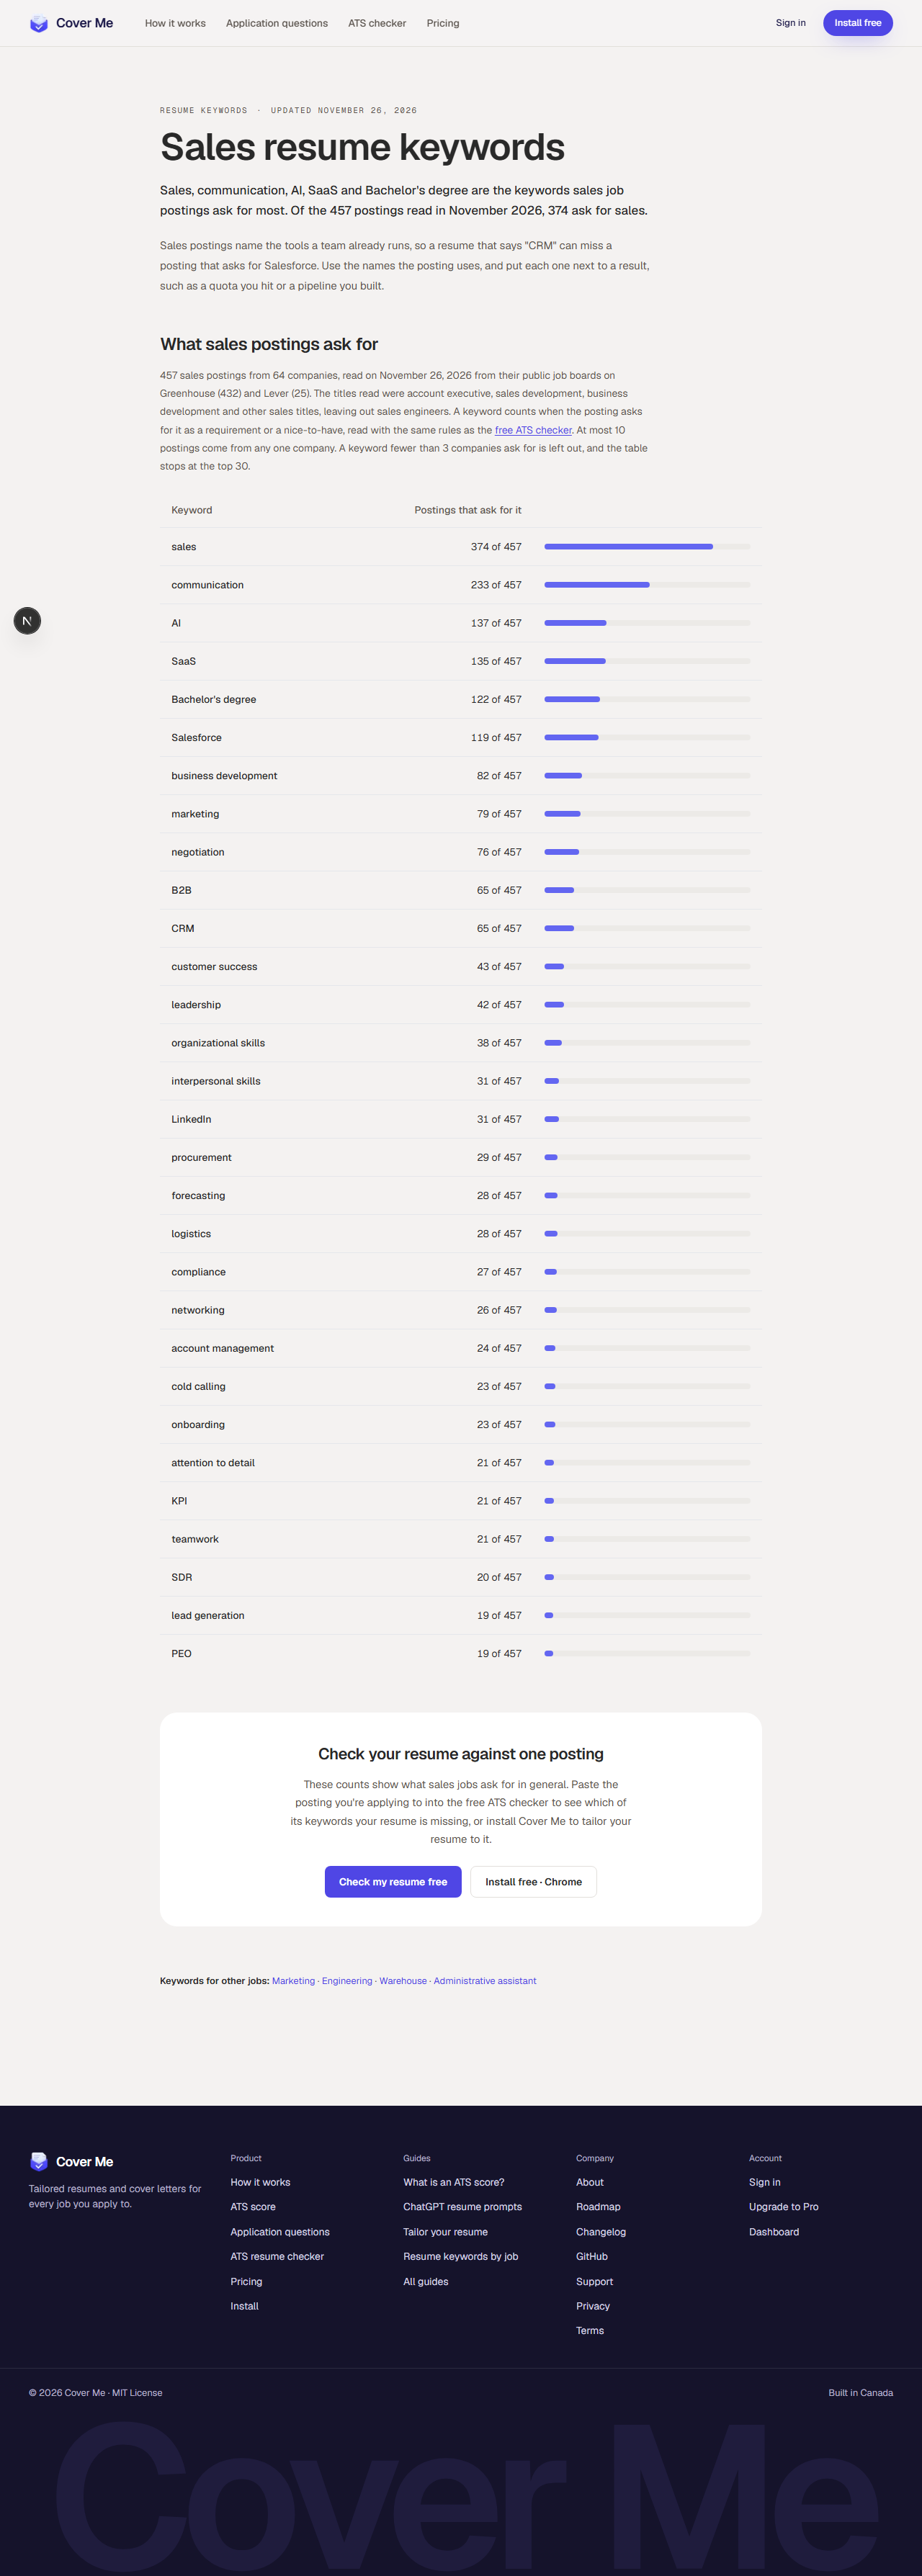 Cover Me
How it works
Application questions
ATS checker
Pricing
Sign in
Install free
RESUME KEYWORDS · UPDATED NOVEMBER 26, 2026
Sales resume keywords
Sales, communication, AI, SaaS and Bachelor's degree are the keywords sales job
postings ask for most. Of the 457 postings read in November 2026, 374 ask for sales.
Sales postings name the tools a team already runs, so a resume that says "CRM" can miss a
posting that asks for Salesforce. Use the names the posting uses, and put each one next to a result,
such as a quota you hit or a pipeline you built.
What sales postings ask for
457 sales postings from 64 companies, read on November 26, 2026 from their public job boards on
Greenhouse (432) and Lever (25). The titles read were account executive, sales development, business
development and other sales titles, leaving out sales engineers. A keyword counts when the posting asks
for it as a requirement or a nice-to-have, read with the same rules as the free ATS checker. At most 10
postings come from any one company. A keyword fewer than 3 companies ask for is left out, and the table
stops at the top 30.
Keyword Postings that ask for it
sales 374 of 457
communication 233 of 457
AI 137 of 457
SaaS 135 of 457
Bachelor's degree 122 of 457
Salesforce 119 of 457
business development 82 of 457
marketing 79 of 457
negotiation 76 of 457
B2B 65 of 457
CRM 65 of 457
customer success 43 of 457
leadership 42 of 457
organizational skills 38 of 457
interpersonal skills 31 of 457
LinkedIn 31 of 457
procurement 29 of 457
forecasting 28 of 457
logistics 28 of 457
compliance 27 of 457
networking 26 of 457
account management 24 of 457
cold calling 23 of 457
onboarding 23 of 457
attention to detail 21 of 457
KPI 21 of 457
teamwork 21 of 457
SDR 20 of 457
lead generation 19 of 457
PEO 19 of 457
N
Check your resume against one posting
These counts show what sales jobs ask for in general. Paste the
posting you're applying to into the free ATS checker to see which of
its keywords your resume is missing, or install Cover Me to tailor your
resume to it.
Check my resume free
Install free · Chrome
Keywords for other jobs: Marketing · Engineering · Warehouse · Administrative assistant
Cover Me
Tailored resumes and cover letters for
every job you apply to.
Product
How it works
ATS score
Application questions
ATS resume checker
Pricing
Install
Guides
What is an ATS score?
ChatGPT resume prompts
Tailor your resume
Resume keywords by job
All guides
Company
About
Roadmap
Changelog
GitHub
Support
Privacy
Terms
Account
Sign in
Upgrade to Pro
Dashboard
© 2026 Cover Me · MIT License
Built in Canada
Cover Me